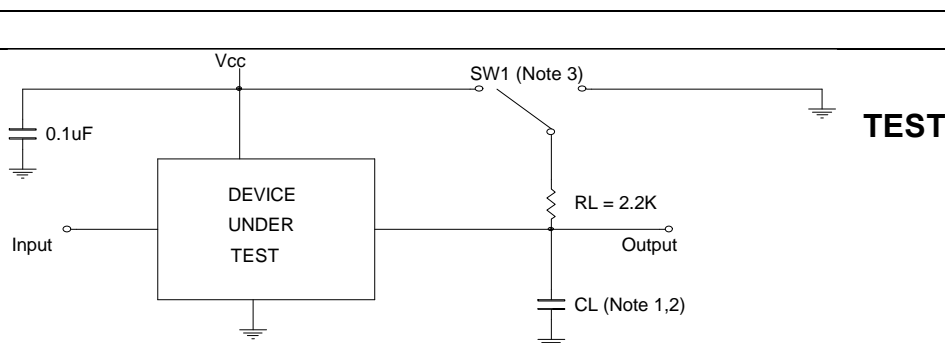 Vcc
SW1 (Note 3)
0.1uF
TEST
DEVICE
UNDER
TEST
RL = 2.2K
Input
Output
CL (Note 1,2)